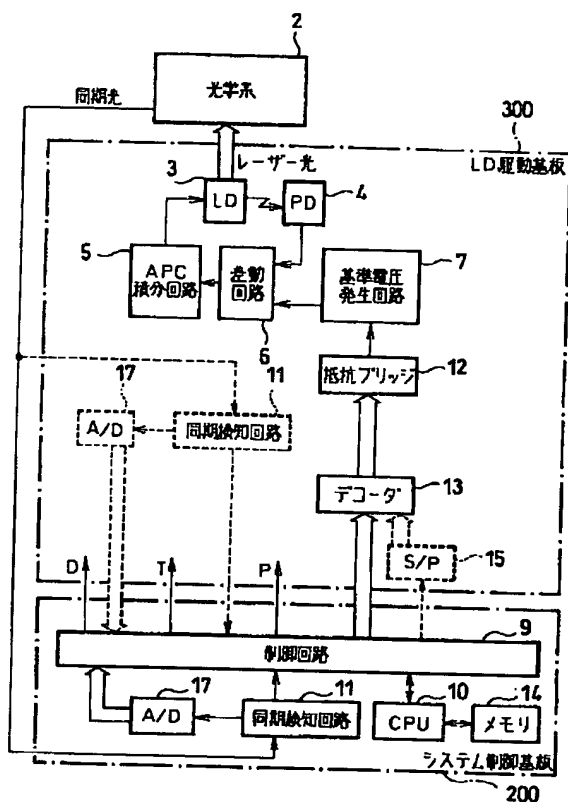 2
光学系
同期光
300
LD駆動基板
レーザー光
3
LD
PD
4
5
APC
積分回路
差動
回路
6
基準電圧
発生回路
7
抵抗ブリッジ
12
17
A/D
11
同期検知回路
デコーダ
13
S/P
15
D
T
P
9
制御回路
17
A/D
11
同期検知回路
10
CPU
14
メモリ
システム制御基板
200